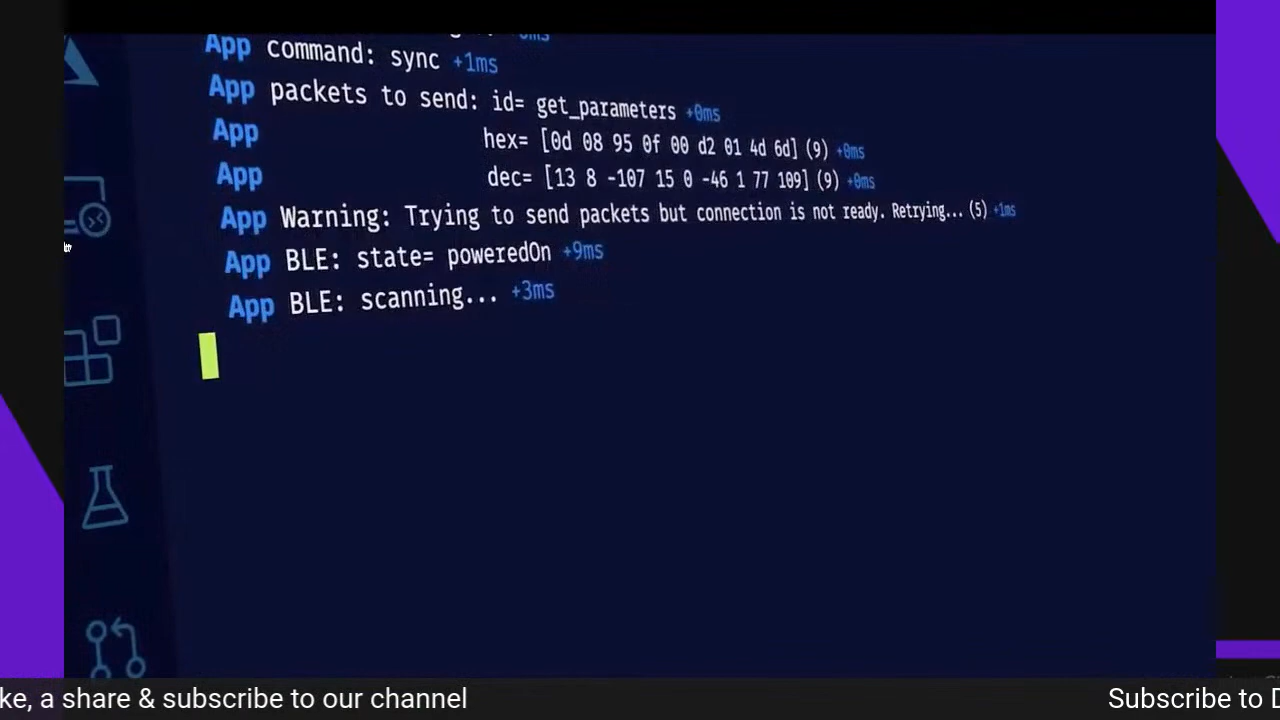 App command: sync +1ms
App packets to send: id= get_parameters +0ms
App hex= [0d 08 95 0f 00 d2 01 4d 6d] (9) +0ms
App dec= [13 8 -107 15 0 -46 1 77 109] (9) +0ms
App Warning: Trying to send packets but connection is not ready. Retrying... (5) +1ms
App BLE: state= poweredOn +9ms
App BLE: scanning... +3ms
ke, a share & subscribe to our channel
Subscribe to D